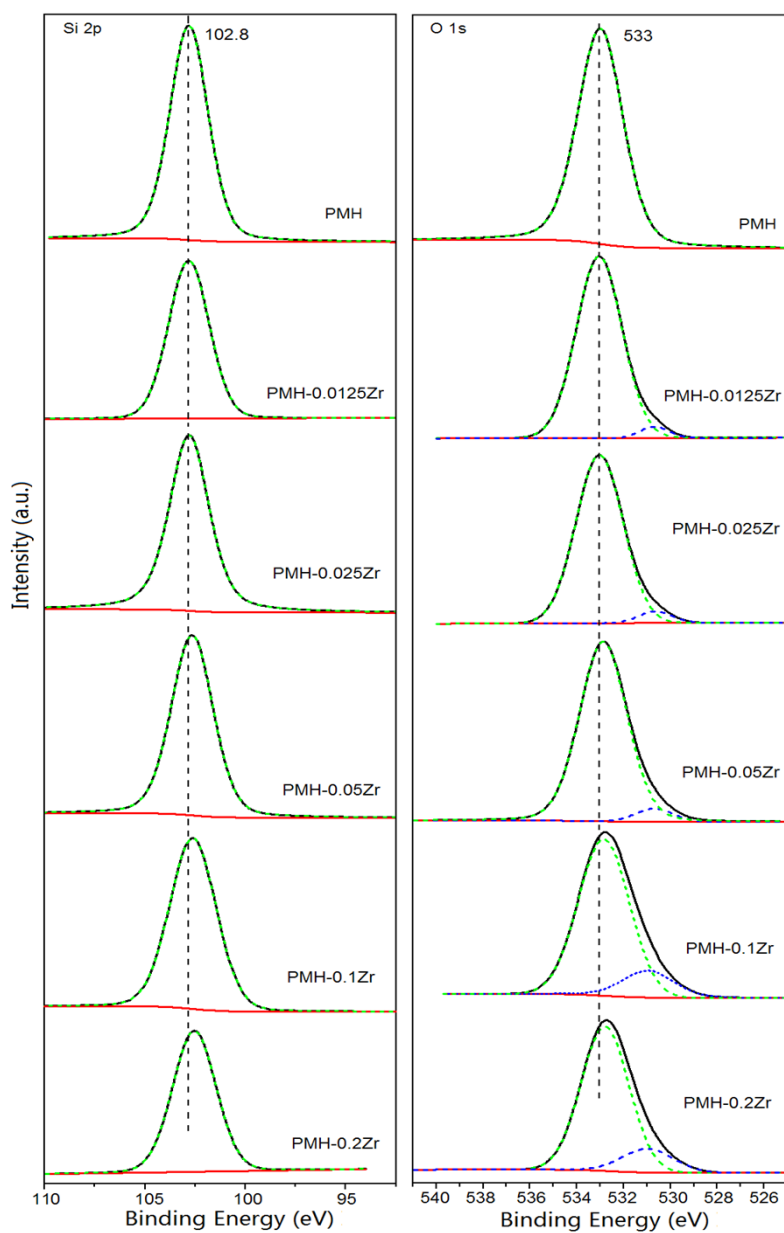 Si 2p
102.8
PMH
PMH-0.0125Zr
PMH-0.025Zr
PMH-0.05Zr
PMH-0.1Zr
PMH-0.2Zr
110 105 100 95
Binding Energy (eV)
Intensity (a.u.)
O 1s
533
PMH
PMH-0.0125Zr
PMH-0.025Zr
PMH-0.05Zr
PMH-0.1Zr
PMH-0.2Zr
540 538 536 534 532 530 528 526
Binding Energy (eV)